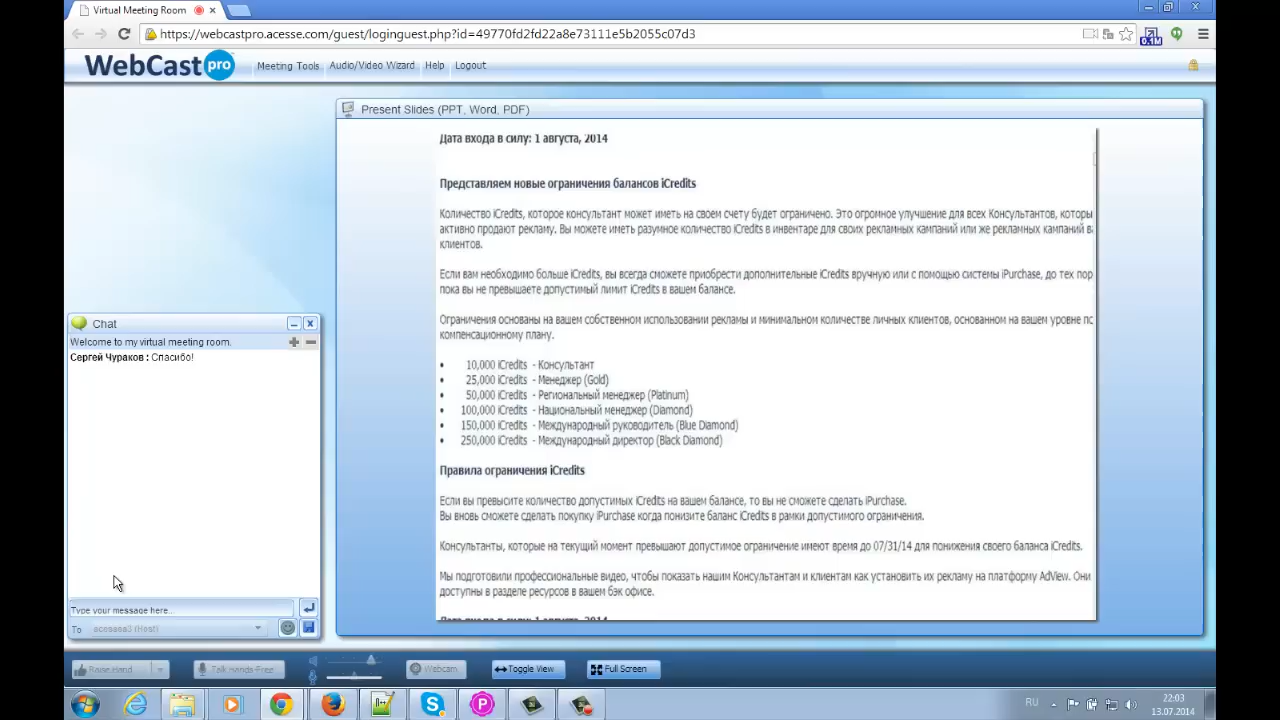 Virtual Meeting Room
https://webcastpro.acesse.com/guest/loginguest.php?id=49770fd2fd22a8e73111e5b2055c07d3
0.1M
WebCast pro
Meeting Tools Audio/Video Wizard Help Logout
Present Slides (PPT, Word, PDF)
Дата входа в силу: 1 августа, 2014
Представляем новые ограничения балансов iCredits
Количество iCredits, которое консультант может иметь на своем счету будет ограничено. Это огромное улучшение для всех Консультантов, которы
активно продают рекламу. Вы можете иметь разумное количество iCredits в инвентаре для своих рекламных кампаний или же рекламных кампаний в
клиентов.
Если вам необходимо больше iCredits, вы всегда сможете приобрести дополнительные iCredits вручную или с помощью системы iPurchase, до тех пор
пока вы не превышаете допустимый лимит iCredits в вашем балансе.
Ограничения основаны на вашем собственном использовании рекламы и минимальном количестве личных клиентов, основанном на вашем уровне по
компенсационному плану.
• 10,000 iCredits - Консультант
• 25,000 iCredits - Менеджер (Gold)
• 50,000 iCredits - Региональный менеджер (Platinum)
• 100,000 iCredits - Национальный менеджер (Diamond)
• 150,000 iCredits - Международный руководитель (Blue Diamond)
• 250,000 iCredits - Международный директор (Black Diamond)
Правила ограничения iCredits
Если вы превысите количество допустимых iCredits на вашем балансе, то вы не сможете сделать iPurchase.
Вы вновь сможете сделать покупку iPurchase когда понизите баланс iCredits в рамки допустимого ограничения.
Консультанты, которые на текущий момент превышают допустимое ограничение имеют время до 07/31/14 для понижения своего баланса iCredits.
Мы подготовили профессиональные видео, чтобы показать нашим Консультантам и клиентам как установить их рекламу на платформу AdView. Они
доступны в разделе ресурсов в вашем бэк офисе.
Дата входа в силу: 1 августа, 2014
Chat
Welcome to my virtual meeting room.
Сергей Чураков : Спасибо!
Type your message here...
To acessa3 (Host)
Raise Hand Talk Hands-Free Webcam Toggle View Full Screen
RU
22:03
13.07.2014